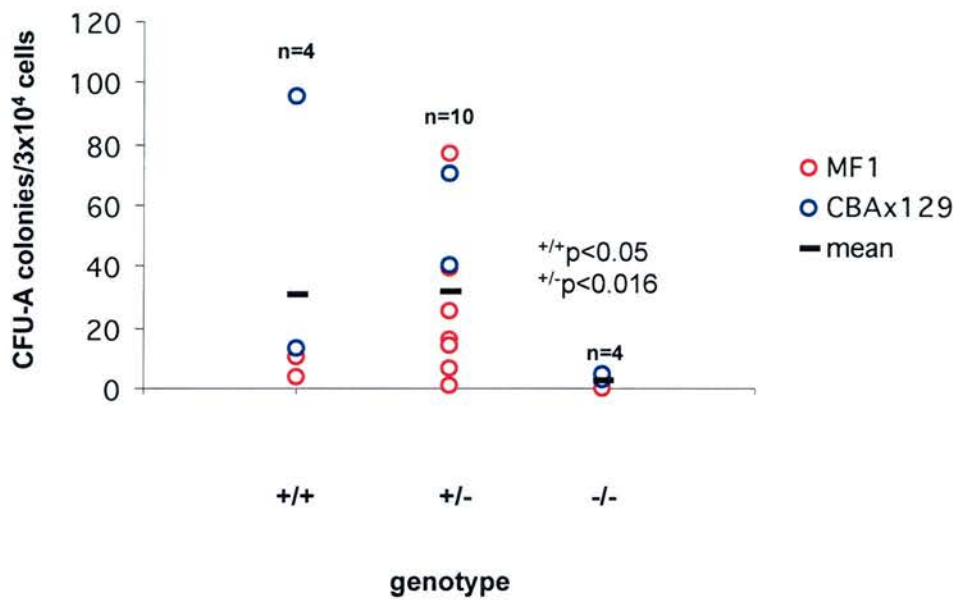 CFU-A colonies/3x10⁴ cells
120
100
80
60
40
20
0
n=4
n=10
n=4
+/+p<0.05
+/-p<0.016
MF1
CBAx129
mean
+/+
+/-
-/-
genotype